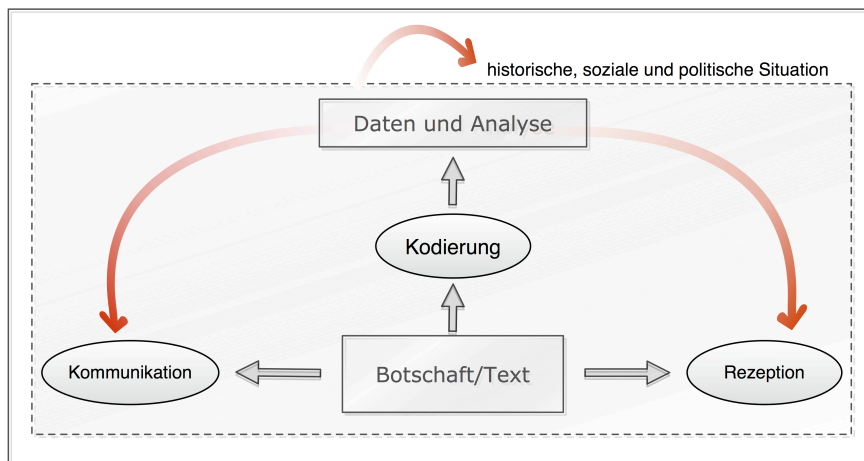 historische, soziale und politische Situation
Daten und Analyse
Kodierung
Kommunikation
Botschaft/Text
Rezeption